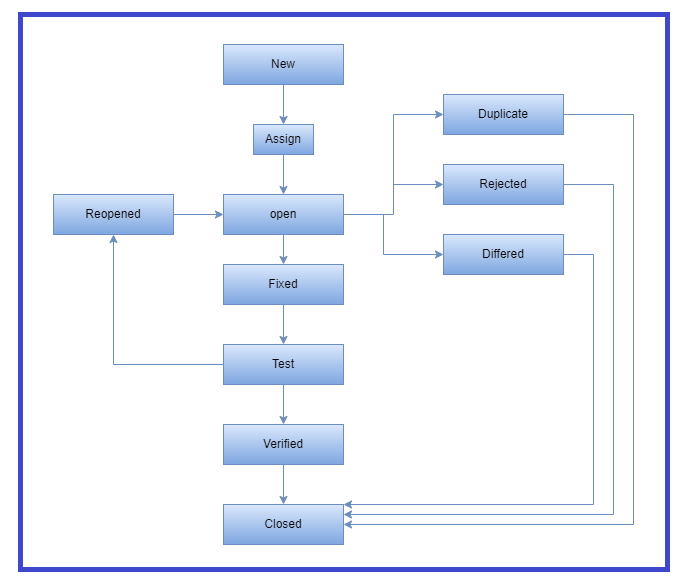 New
Duplicate
Assign
Rejected
Reopened
open
Differed
Fixed
Test
Verified
Closed